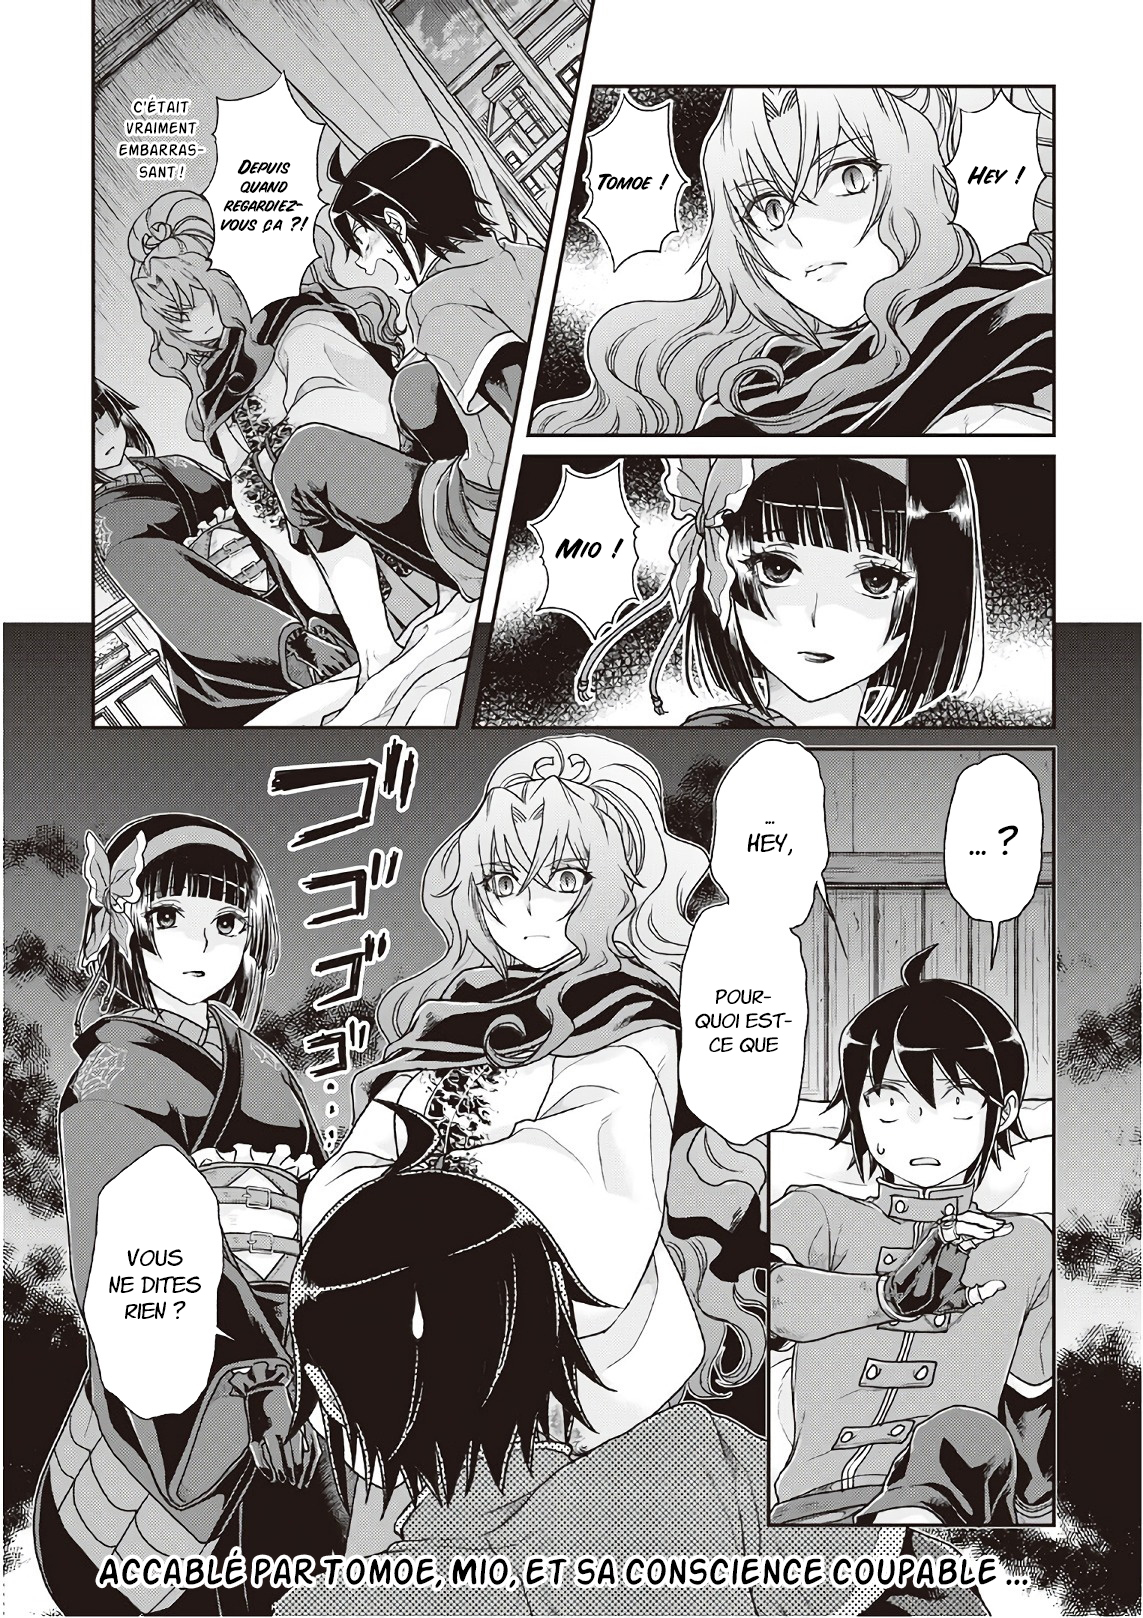 HEY !
TOMOE !
DEPUIS
QUAND
REGARDIEZ-
VOUS ÇA ?!
C'ÉTAIT
VRAIMENT
EMBARRAS-
SANT !
MIO !
... ?
...
HEY,
POUR-
QUOI EST-
CE QUE
ゴゴゴゴ...
VOUS
NE DITES
RIEN ?
ACCABLÉ PAR TOMOE, MIO, ET SA CONSCIENCE COUPABLE ...